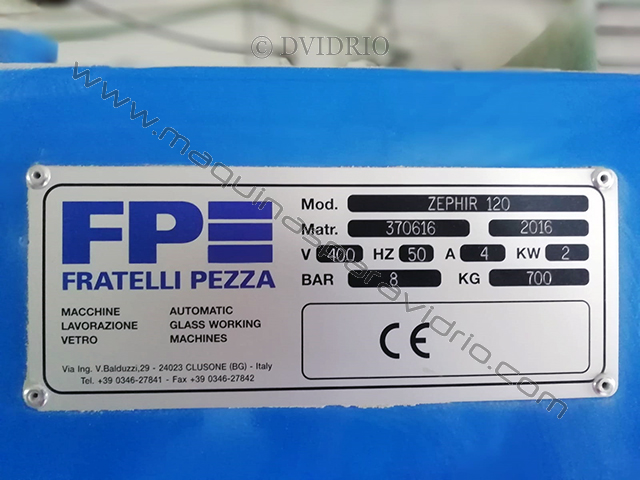 © DVIDRIO
www.maquinasparavidrio.com
FPE
FRATELLI PEZZA
MACCHINE
LAVORAZIONE
VETRO
AUTOMATIC
GLASS WORKING
MACHINES
Via Ing. V.Balduzzi,29 - 24023 CLUSONE (BG) - Italy
Tel. +39 0346-27841 - Fax +39 0346-27842
Mod. ZEPHIR 120
Matr. 370616 2016
V 400 HZ 50 A 4 KW 2
BAR 8 KG 700
CE